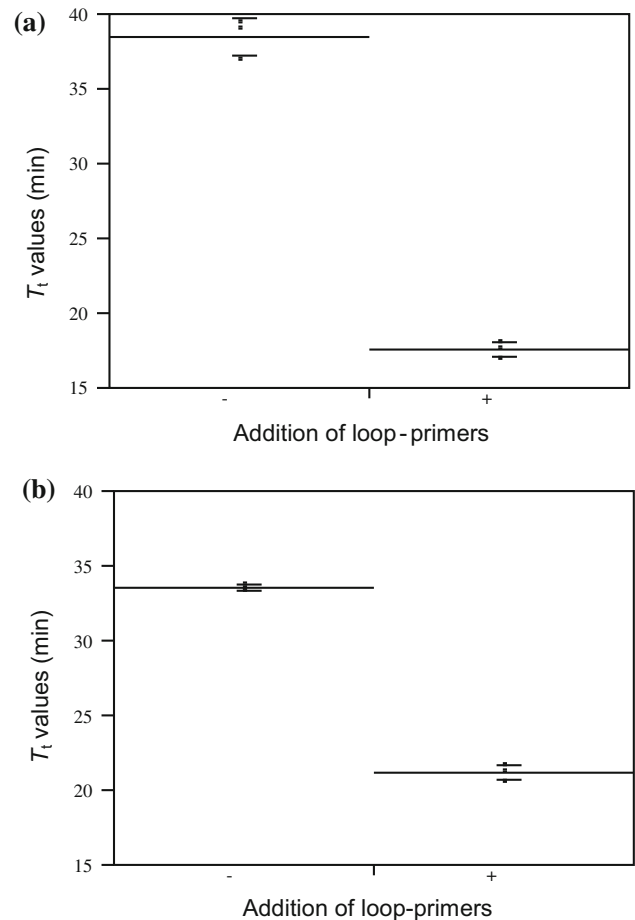 (a)
40
35
30
25
20
15
Tt values (min)
- +
Addition of loop-primers
(b)
40
35
30
25
20
15
Tt values (min)
- +
Addition of loop-primers